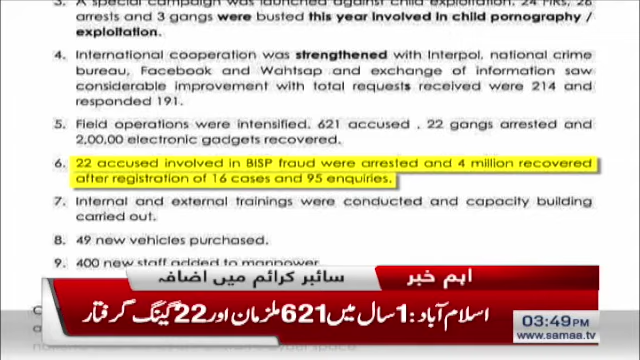 3. A special campaign was launched against child exploitation. 24 FIRs, 26
arrests and 3 gangs were busted this year involved in child pornography /
exploitation.
4. International cooperation was strengthened with Interpol, national crime
bureau, Facebook and Wahtsap and exchange of information saw
considerable improvement with total requests received were 214 and
responded 191.
5. Field operations were intensified. 621 accused , 22 gangs arrested and
2,00,00 electronic gadgets recovered.
6. 22 accused involved in BISP fraud were arrested and 4 million recovered
after registration of 16 cases and 95 enquiries.
7. Internal and external trainings were conducted and capacity building
carried out.
8. 49 new vehicles purchased.
9. 400 new staff added to manpower
سائبر کرائم میں اضافہ
اہم خبر
اسلام آباد: 1 سال میں 621 ملزمان اور 22 گینگ گرفتار
03:49PM
www.samaa.tv